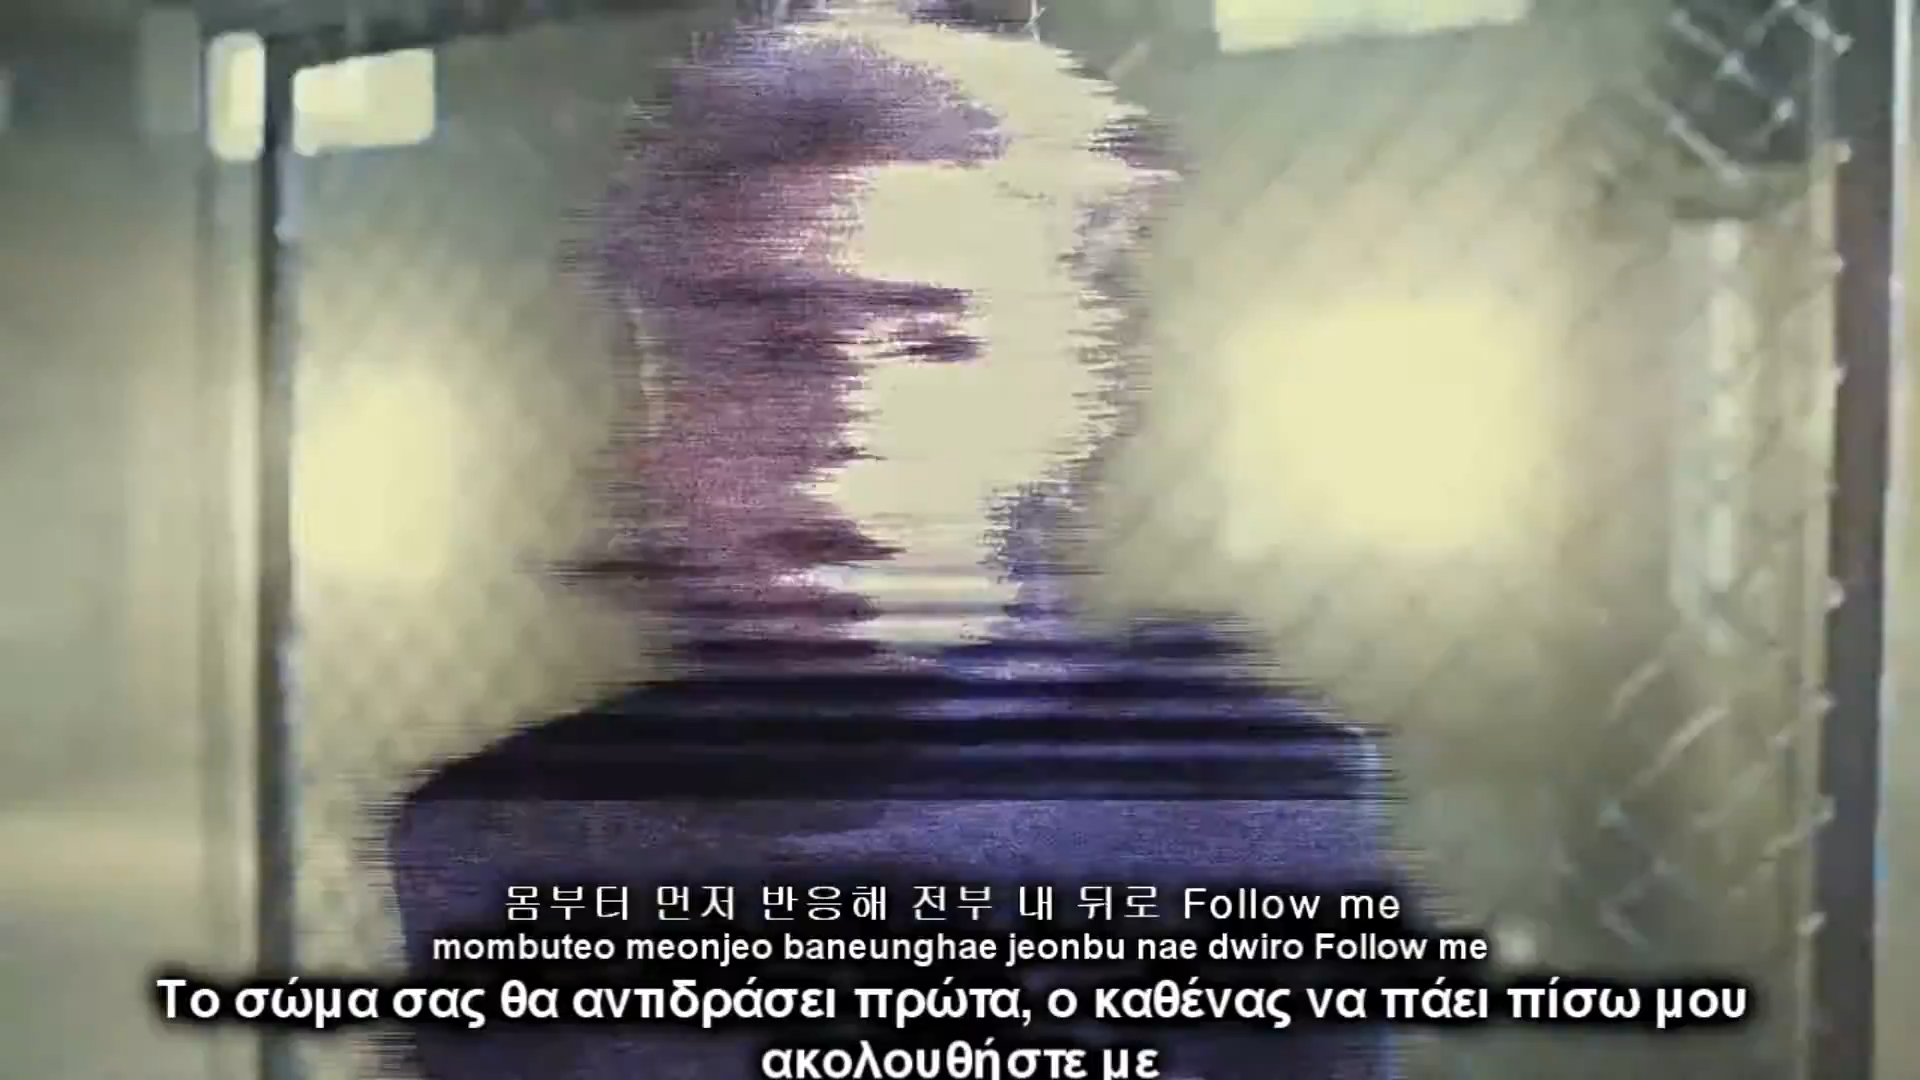 몸부터 먼저 반응해 전부 내 뒤로 Follow me
mombuteo meonjeo baneunghae jeonbu nae dwiro Follow me
Το σώμα σας θα αντιδράσει πρώτα, ο καθένας να πάει πίσω μου
ακολουθήστε με